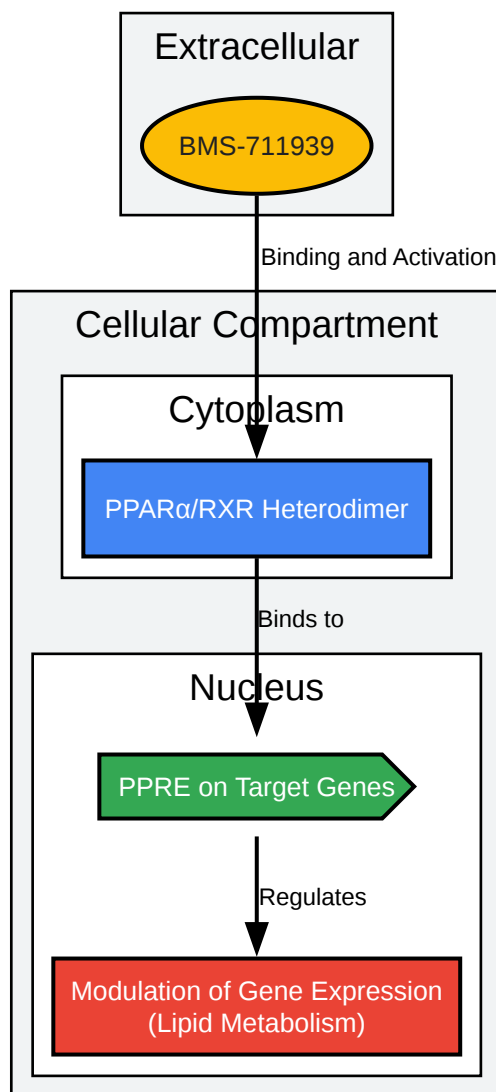 Extracellular
BMS-711939
Binding and Activation
Cellular Compartment
Cytoplasm
PPARα/RXR Heterodimer
Binds to
Nucleus
PPRE on Target Genes
Regulates
Modulation of Gene Expression
(Lipid Metabolism)